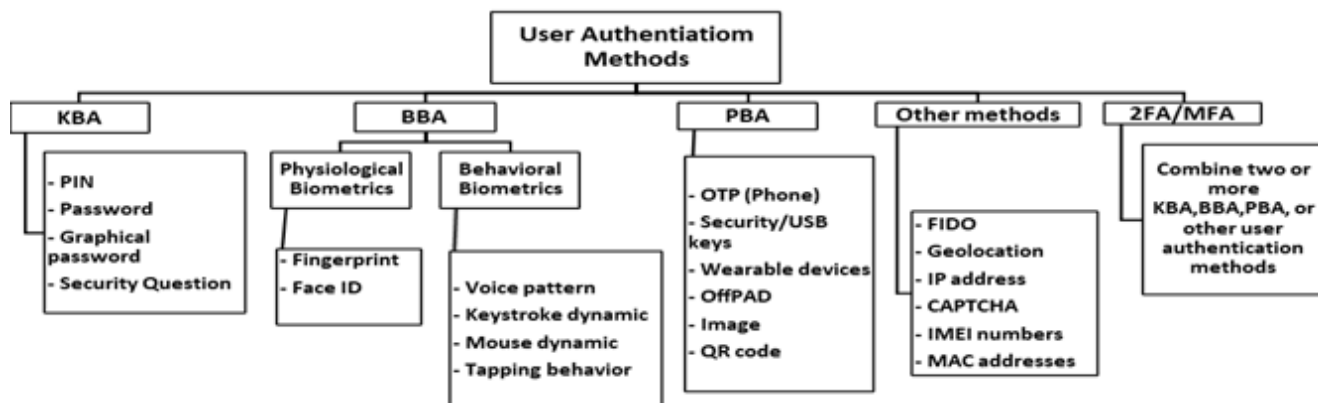 User Authentiatiom
Methods
KBA
BBA
PBA
Other methods
2FA/MFA
- PIN
- Password
- Graphical
password
- Security Question
Physiological
Biometrics
Behavioral
Biometrics
- Fingerprint
- Face ID
- Voice pattern
- Keystroke dynamic
- Mouse dynamic
- Tapping behavior
- OTP (Phone)
- Security/USB
keys
- Wearable devices
- OffPAD
- Image
- QR code
- FIDO
- Geolocation
- IP address
- CAPTCHA
- IMEI numbers
- MAC addresses
Combine two or
more
KBA,BBA,PBA, or
other user
authentication
methods